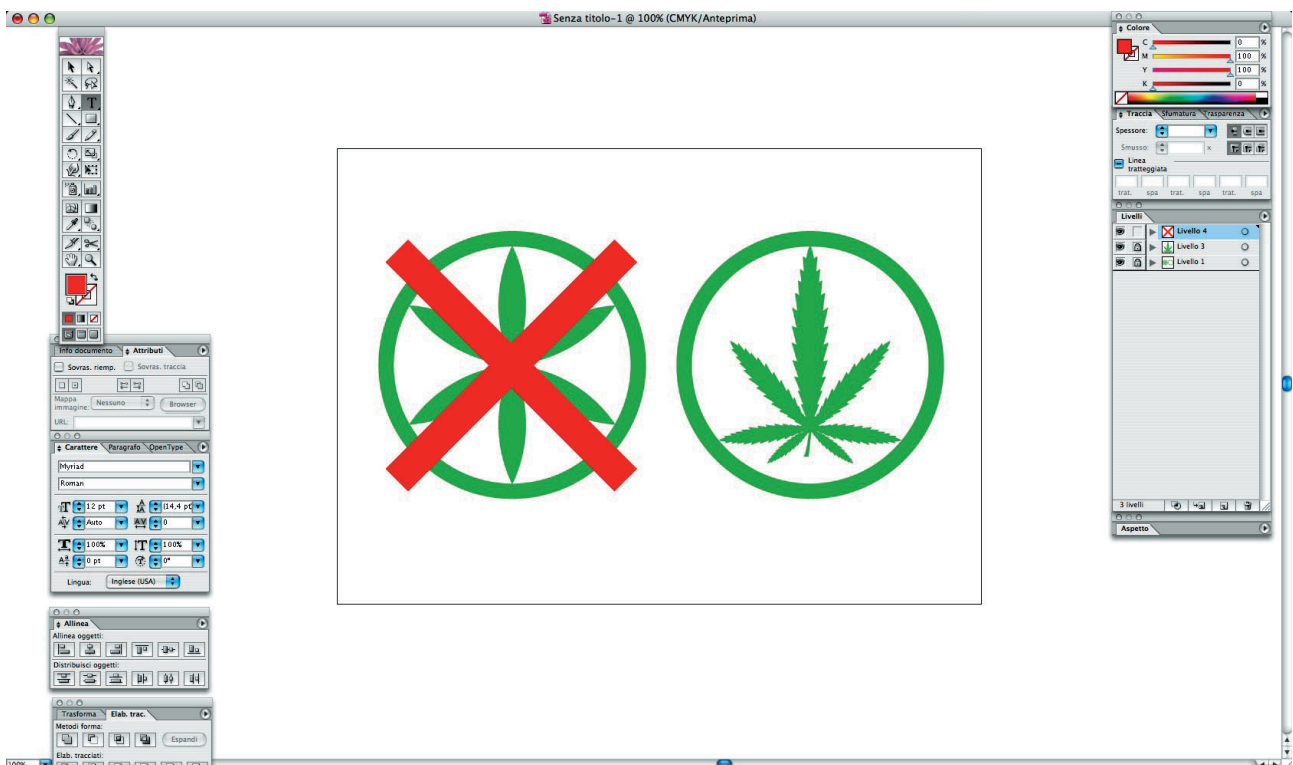 Senza titolo-1 @ 100% (CMYK/Anteprima)
Info documento
Attributi
Sovras. riemp.
Sovras. traccia
Mappa immagine:
Nessuno
Browser
URL:
Carattere
Paragrafo
OpenType
Myriad
Roman
12 pt
(14,4 pt
Auto
0
100%
100%
0 pt
0°
Lingua:
Inglese (USA)
Allinea
Allinea oggetti:
Distribuisci oggetti:
Trasforma
Elab. trac.
Metodi forma:
Espandi
Elab. tracciati:
100%
Colore
C
0
%
M
100
%
Y
100
%
K
0
%
Traccia
Sfumatura
Trasparenza
Spessore:
Smusso:
x
Linea
tratteggiata
trat.
spa
trat.
spa
trat.
spa
Livelli
Livello 4
Livello 3
Livello 1
3 livelli
Aspetto